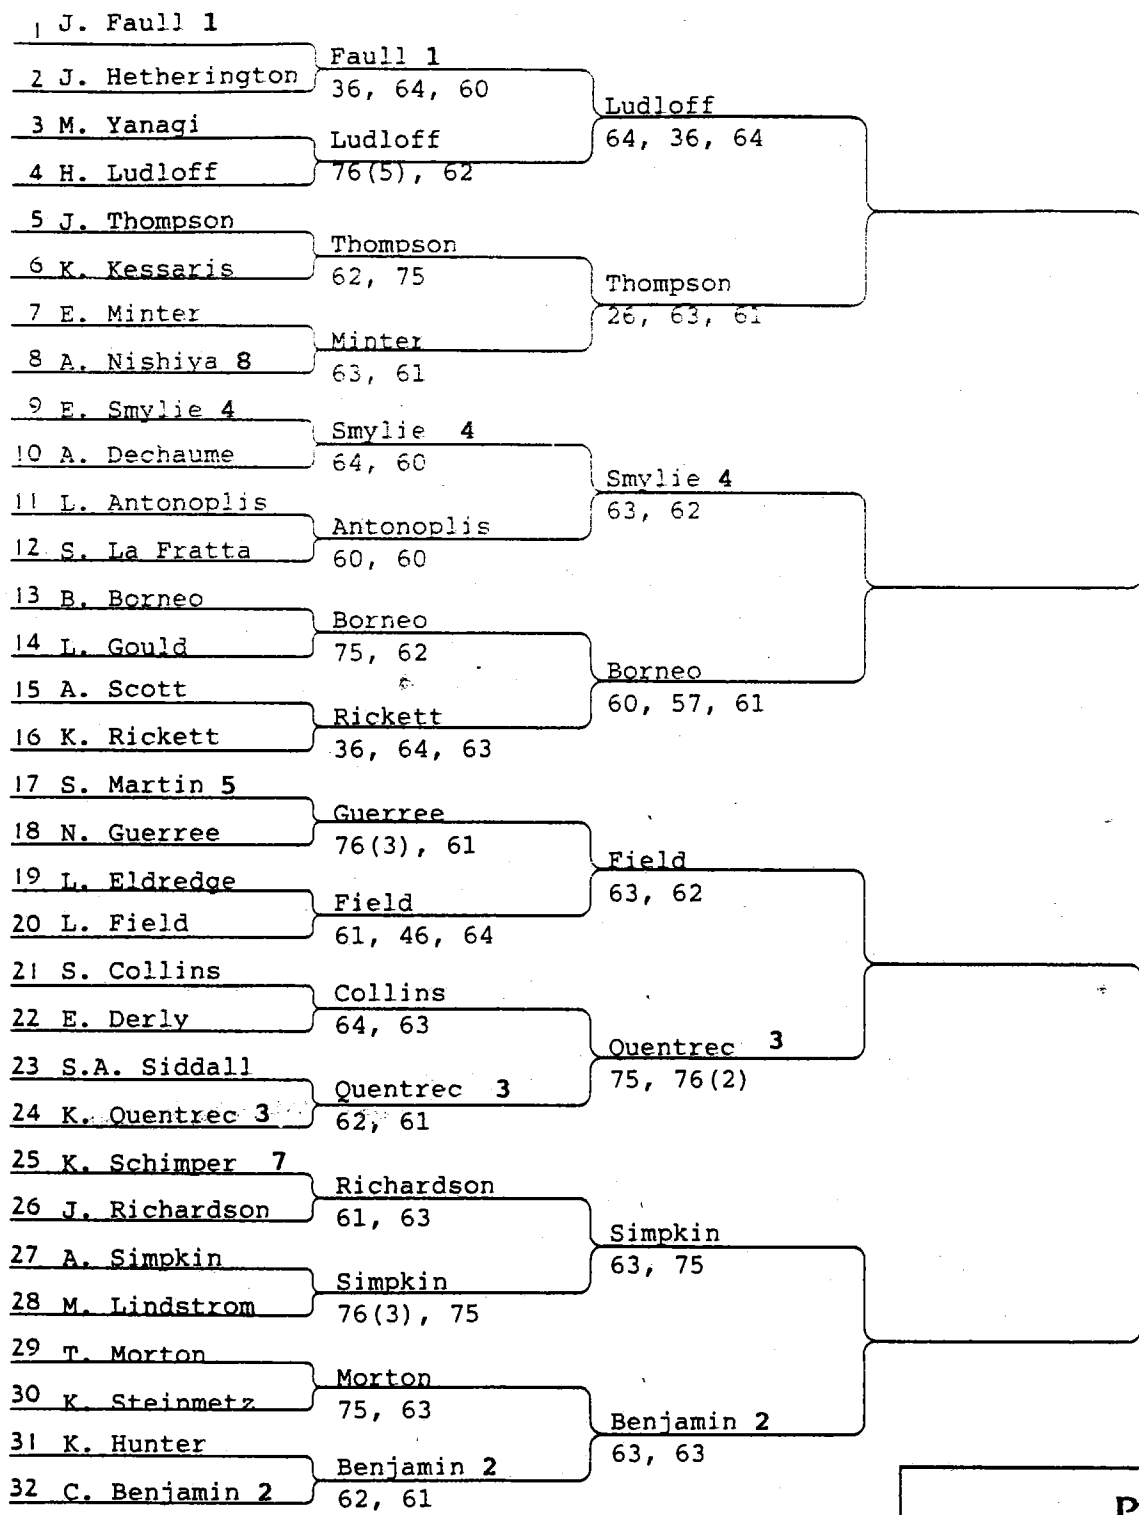 1 J. Faull 1
2 J. Hetherington
3 M. Yanagi
4 H. Ludloff
5 J. Thompson
6 K. Kessaris
7 E. Minter
8 A. Nishiya 8
9 E. Smylie 4
10 A. Dechaume
11 L. Antonoplis
12 S. La Fratta
13 B. Borneo
14 L. Gould
15 A. Scott
16 K. Rickett
17 S. Martin 5
18 N. Guerree
19 L. Eldredge
20 L. Field
21 S. Collins
22 E. Derly
23 S.A. Siddall
24 K. Quentrec 3
25 K. Schimper 7
26 J. Richardson
27 A. Simpkin
28 M. Lindstrom
29 T. Morton
30 K. Steinmetz
31 K. Hunter
32 C. Benjamin 2
Faull 1
36, 64, 60
Ludloff
76(5), 62
Thompson
62, 75
Minter
63, 61
Smylie 4
64, 60
Antonoplis
60, 60
Borneo
75, 62
Rickett
36, 64, 63
Guerree
76(3), 61
Field
61, 46, 64
Collins
64, 63
Quentrec 3
62, 61
Richardson
61, 63
Simpkin
76(3), 75
Morton
75, 63
Benjamin 2
62, 61
Ludloff
64, 36, 64
Thompson
26, 63, 61
Smylie 4
63, 62
Borneo
60, 57, 61
Field
63, 62
Quentrec 3
75, 76(2)
Simpkin
63, 75
Benjamin 2
63, 63